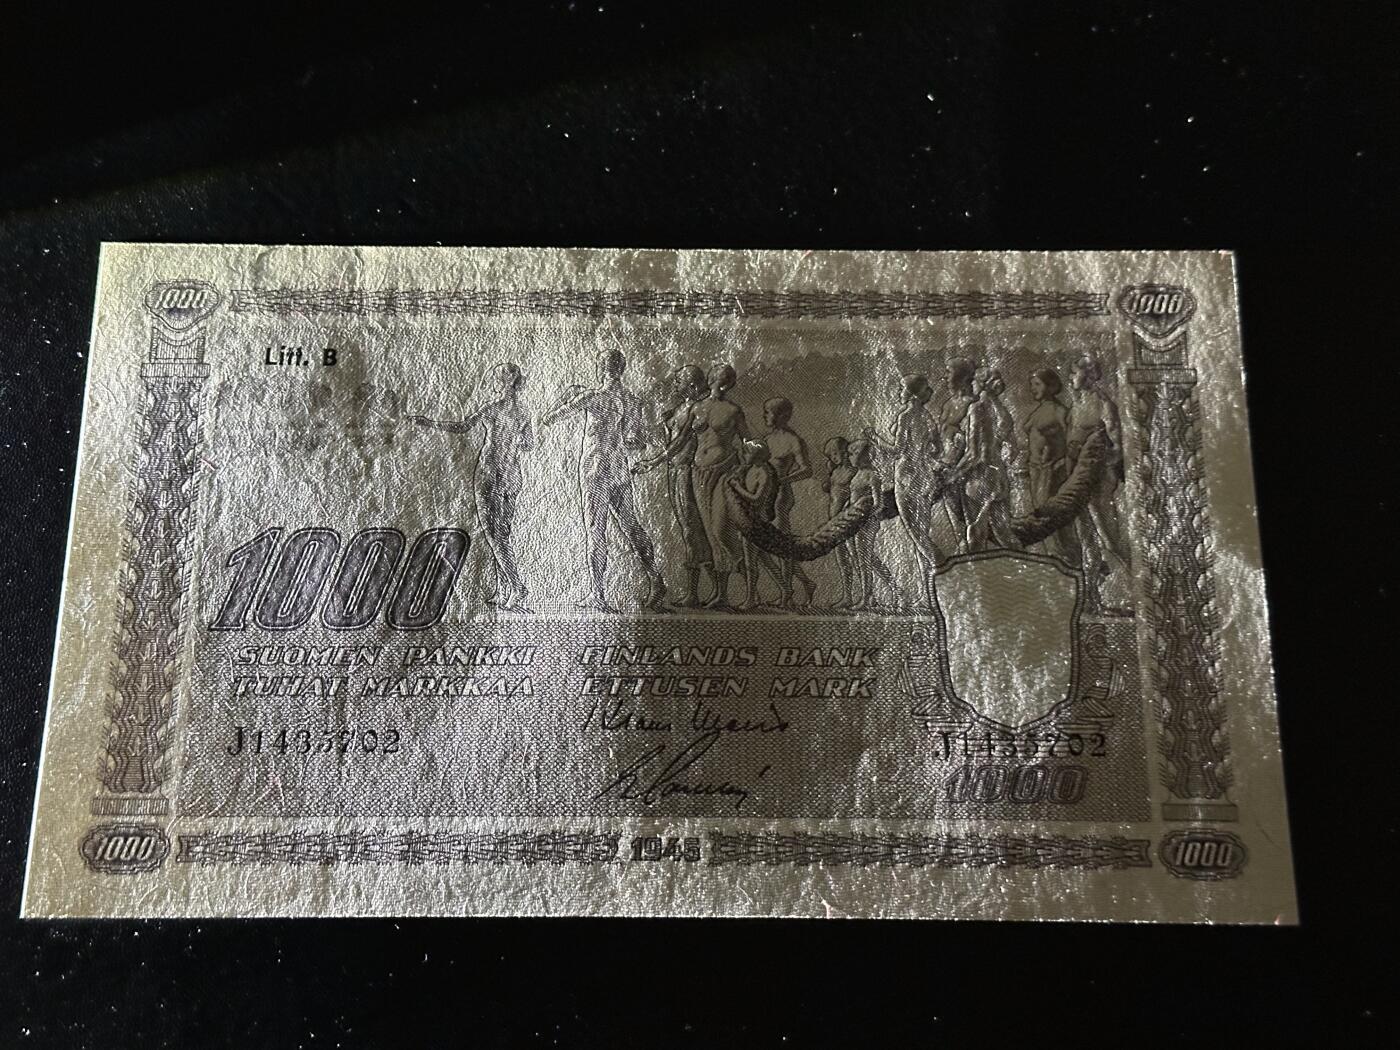 1000 1000
Litt. B
1000
SUOMEN PANKKI FINLANDS BANK
TUHAT MARKKAA ETTUSEN MARK
J1435702 J1435702
1000
1000 1945 1000